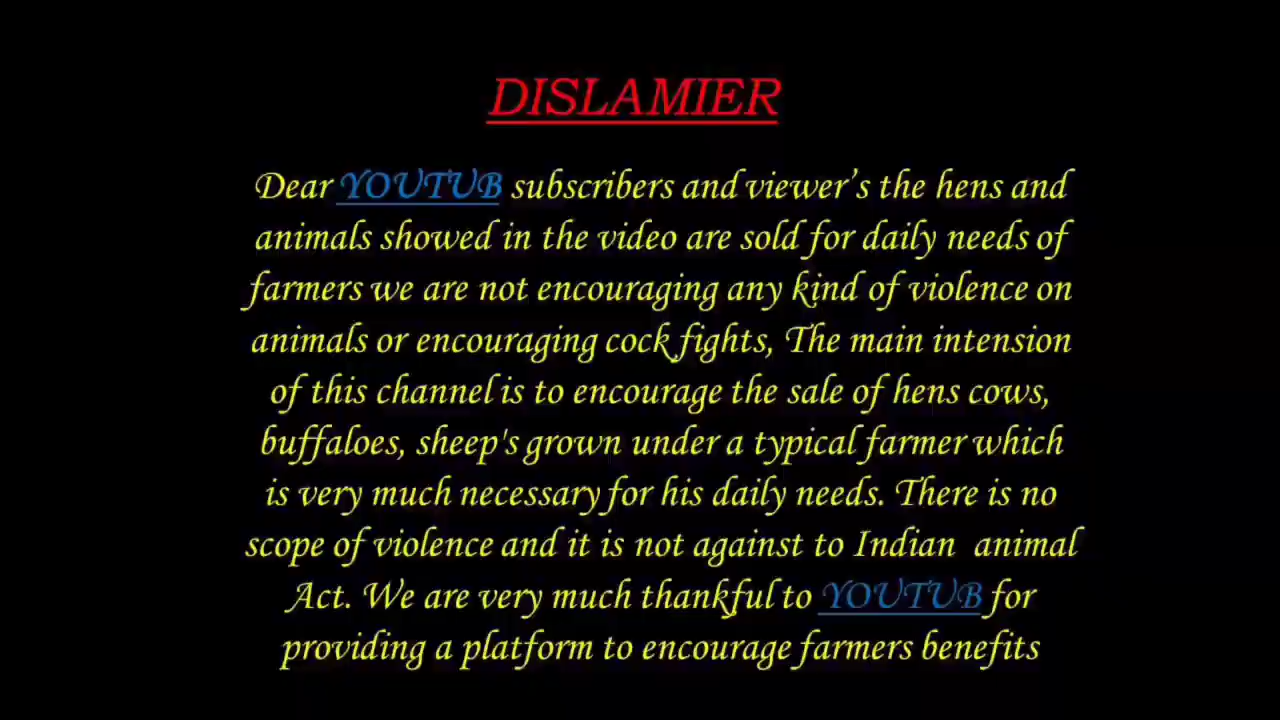 DISLAMIER
Dear YOUTUB subscribers and viewer’s the hens and
animals showed in the video are sold for daily needs of
farmers we are not encouraging any kind of violence on
animals or encouraging cock fights, The main intension
of this channel is to encourage the sale of hens cows,
buffaloes, sheep's grown under a typical farmer which
is very much necessary for his daily needs. There is no
scope of violence and it is not against to Indian animal
Act. We are very much thankful to YOUTUB for
providing a platform to encourage farmers benefits